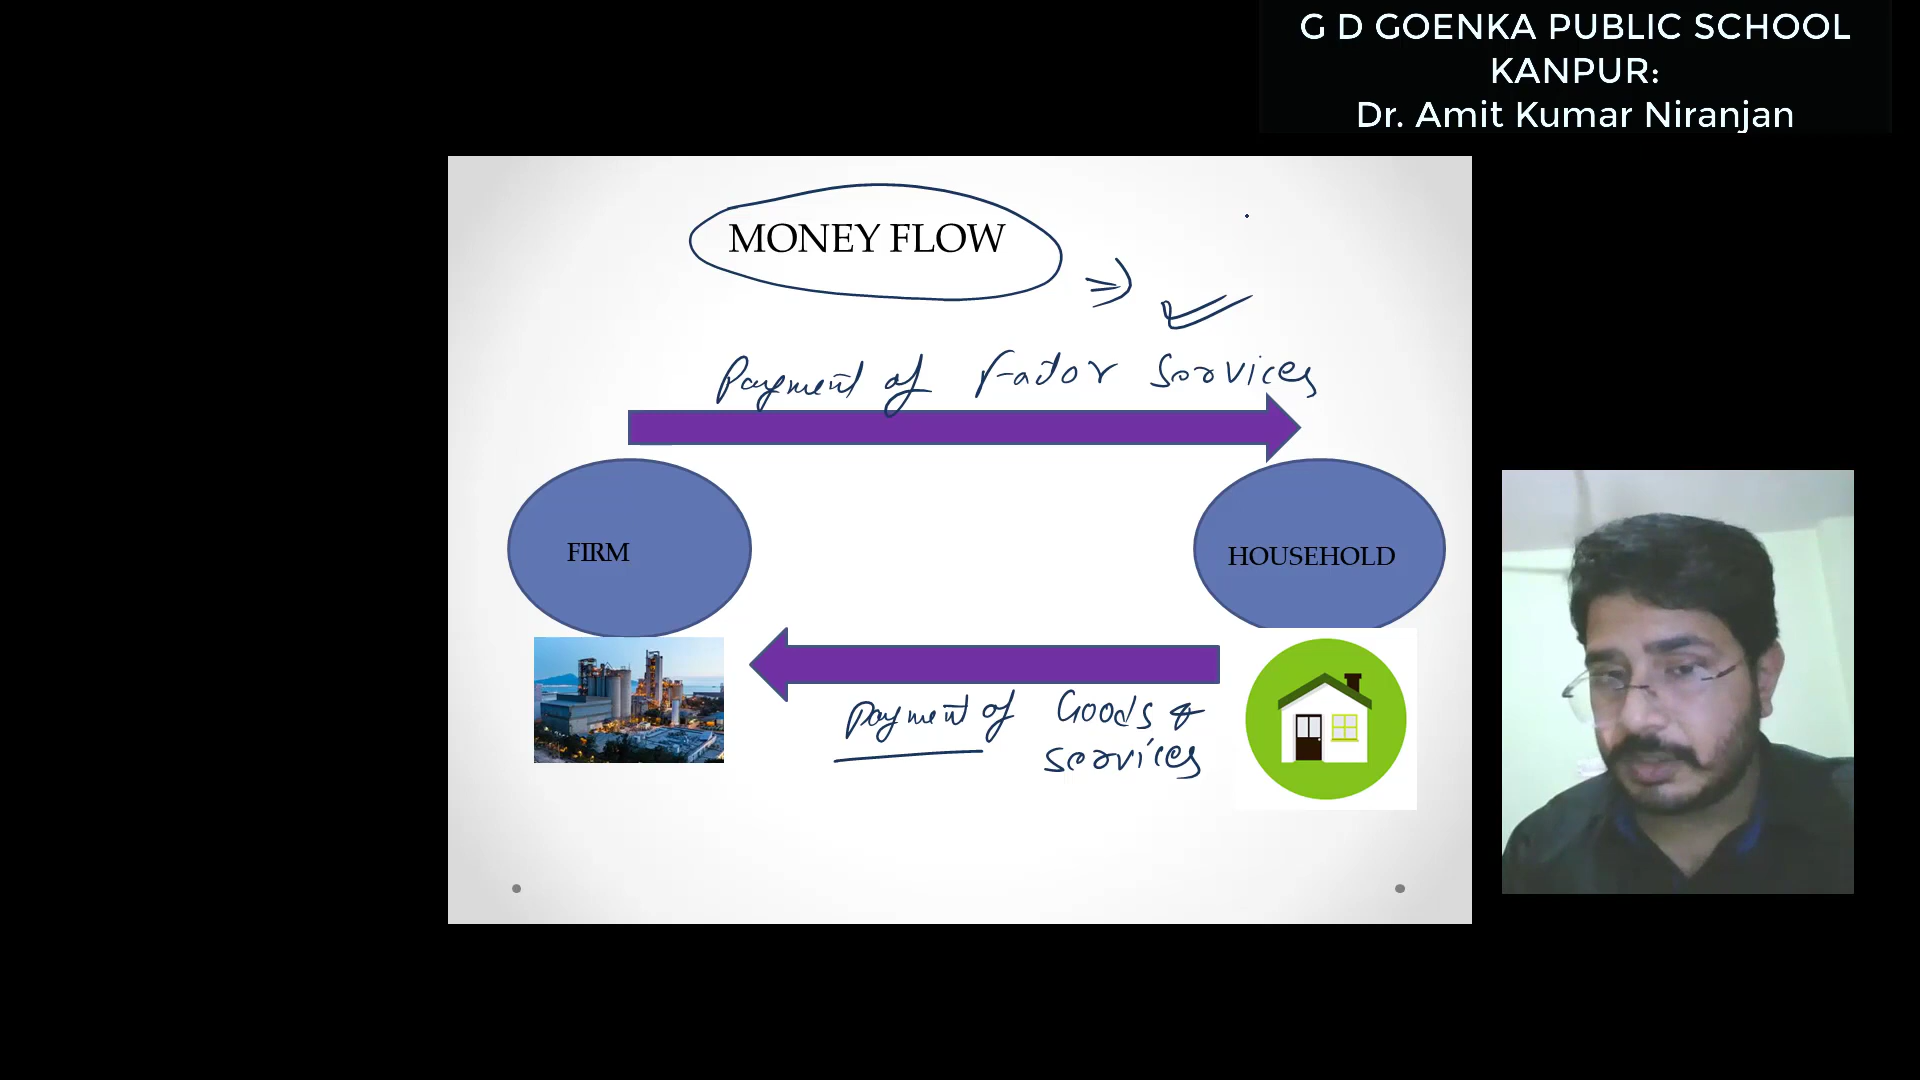 G D GOENKA PUBLIC SCHOOL
KANPUR:
Dr. Amit Kumar Niranjan
MONEY FLOW
Payment of Factor Services
FIRM
HOUSEHOLD
Payment of Goods &
services